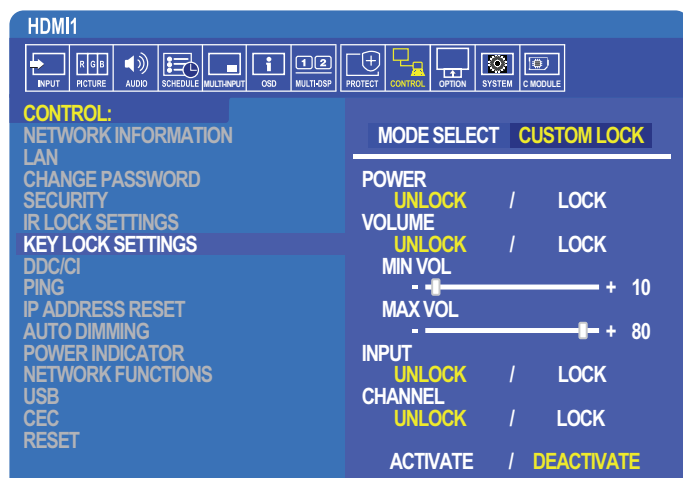 HDMI1
R G B
1 2
INPUT PICTURE AUDIO SCHEDULE MULTI-INPUT OSD MULTI-DSP PROTECT CONTROL OPTION SYSTEM C MODULE
CONTROL:
NETWORK INFORMATION
LAN
CHANGE PASSWORD
SECURITY
IR LOCK SETTINGS
KEY LOCK SETTINGS
DDC/CI
PING
IP ADDRESS RESET
AUTO DIMMING
POWER INDICATOR
NETWORK FUNCTIONS
USB
CEC
RESET
MODE SELECT CUSTOM LOCK
POWER
UNLOCK / LOCK
VOLUME
UNLOCK / LOCK
MIN VOL
- + 10
MAX VOL
- + 80
INPUT
UNLOCK / LOCK
CHANNEL
UNLOCK / LOCK
ACTIVATE / DEACTIVATE